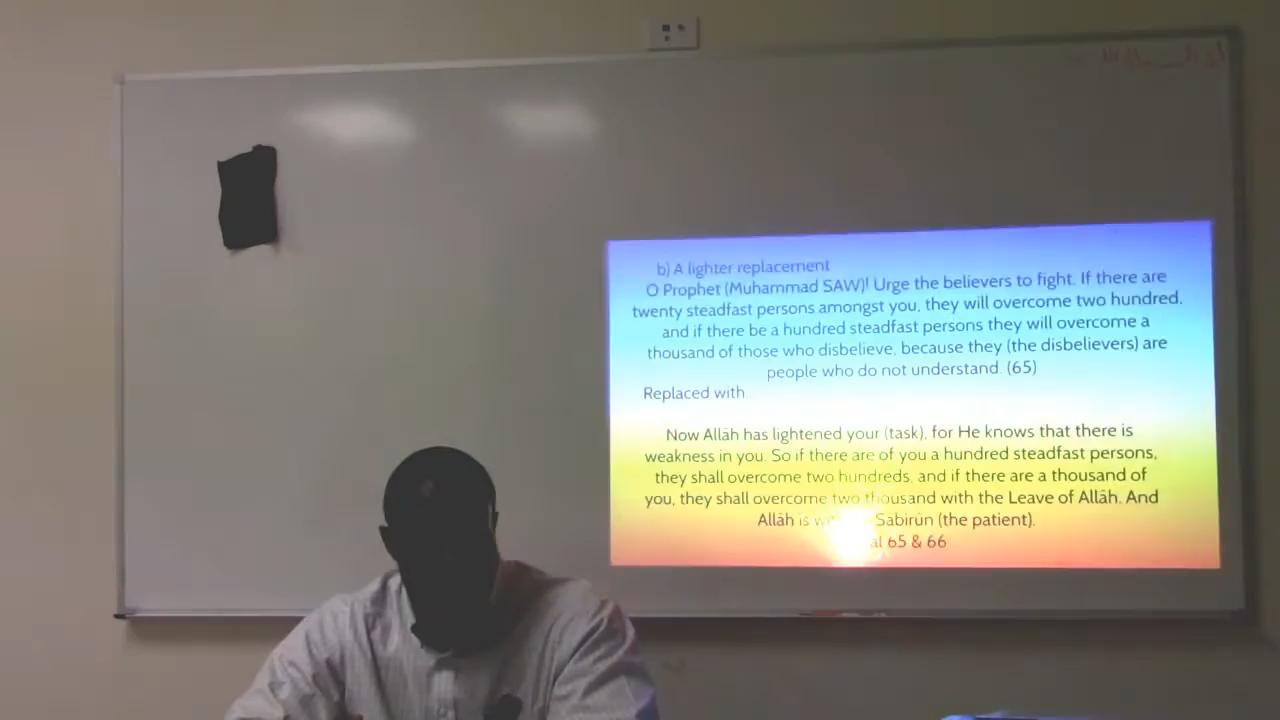 b) A lighter replacement
O Prophet (Muhammad SAW)! Urge the believers to fight. If there are
twenty steadfast persons amongst you, they will overcome two hundred,
and if there be a hundred steadfast persons they will overcome a
thousand of those who disbelieve, because they (the disbelievers) are
people who do not understand. (65)
Replaced with
Now Allâh has lightened your (task), for He knows that there is
weakness in you. So if there are of you a hundred steadfast persons,
they shall overcome two hundreds, and if there are a thousand of
you, they shall overcome two thousand with the Leave of Allâh. And
Allâh is Sabirûn (the patient).
65 & 66